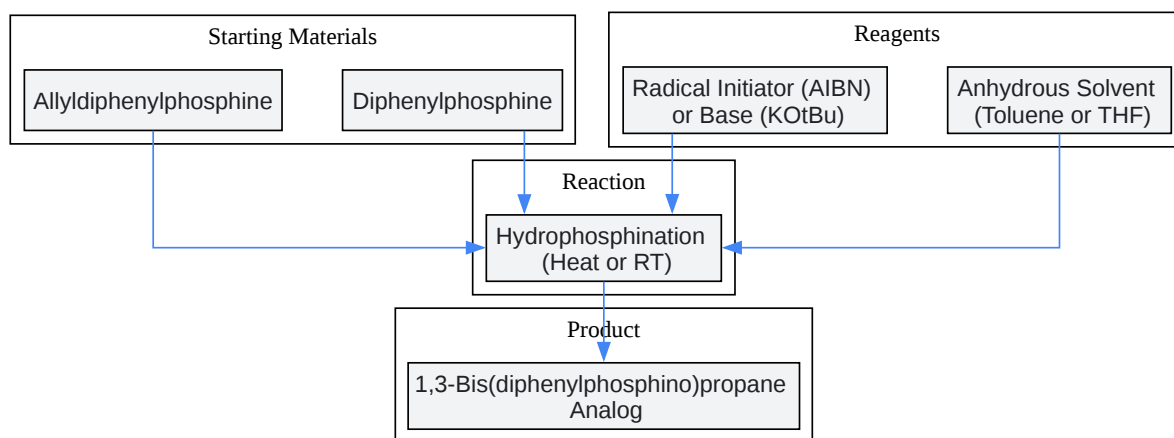 Starting Materials
Reagents
Allyldiphenylphosphine
Diphenylphosphine
Radical Initiator (AIBN)
or Base (KOtBu)
Anhydrous Solvent
(Toluene or THF)
Reaction
Hydrophosphination
(Heat or RT)
Product
1,3-Bis(diphenylphosphino)propane
Analog